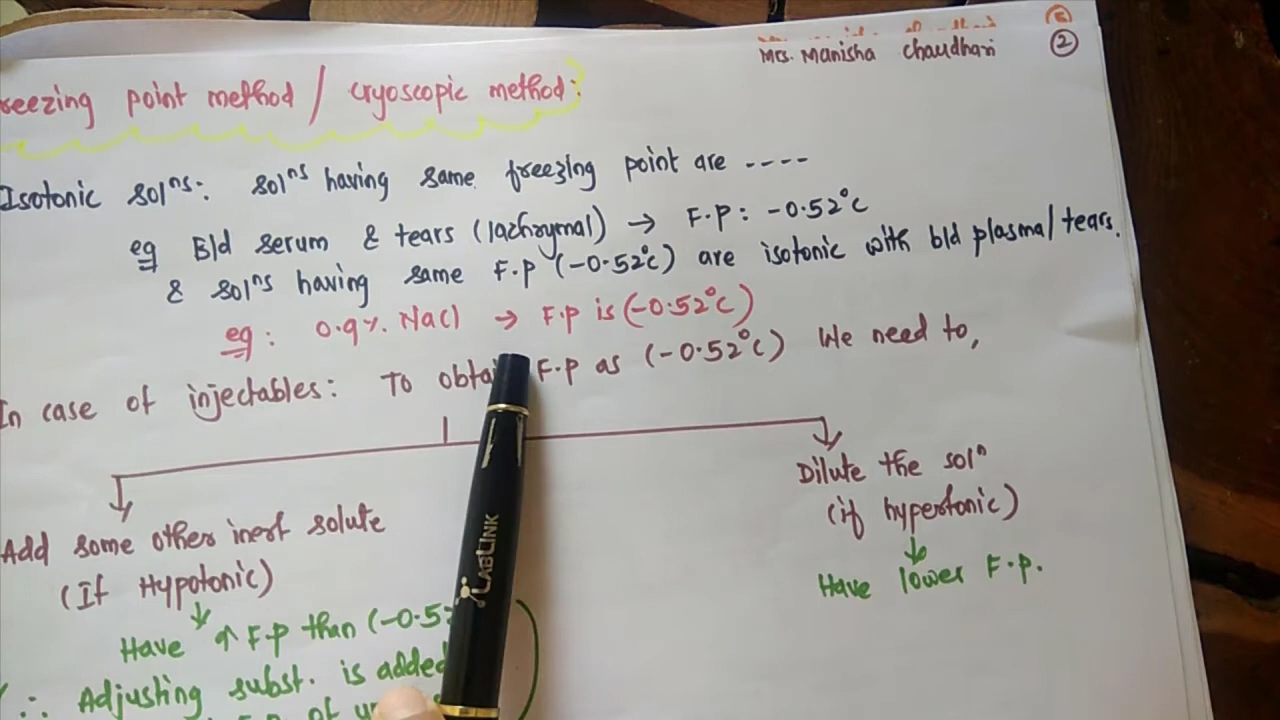 Mrs. Manisha Chaudhari ②
reezing point method / cryoscopic method:
Isotonic solⁿˢ: solⁿˢ having same freezing point are ----
eg Bld serum & tears (lachrymal) → F.P: -0.52°C
& solⁿˢ having same F.P (-0.52°C) are isotonic with bld plasma/tears.
eg: 0.9% NaCl → F.P is (-0.52°C)
In case of injectables: To F.P as (-0.52°C) We need to,
Add some other inert solute
(If Hypotonic)
Have ↑ F.P than (-0.5
∴ Adjusting subst. is added
Dilute the solⁿ
(if hypertonic)
Have lower F.P.
LABLINK